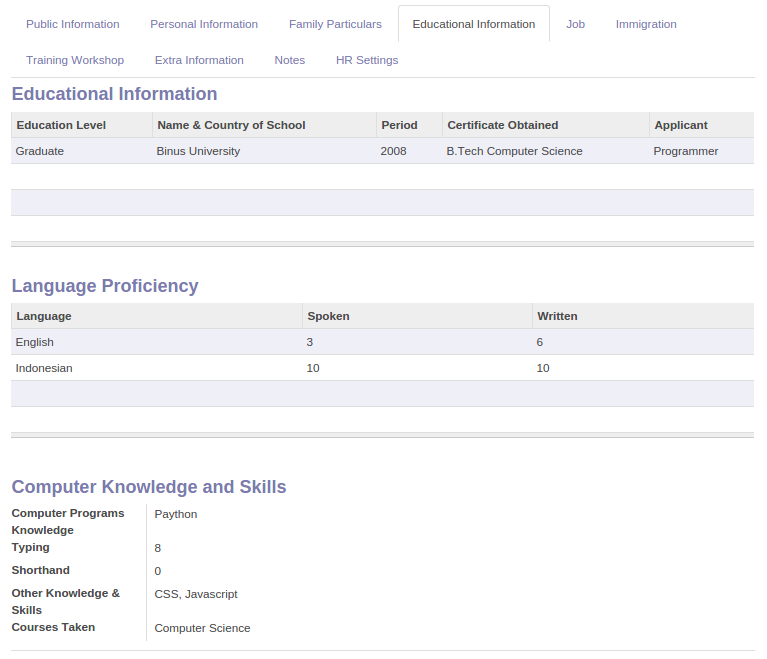 Public Information Personal Information Family Particulars Educational Information Job Immigration
Training Workshop Extra Information Notes HR Settings
Educational Information
Education Level Name & Country of School Period Certificate Obtained Applicant
Graduate Binus University 2008 B.Tech Computer Science Programmer
Language Proficiency
Language Spoken Written
English 3 6
Indonesian 10 10
Computer Knowledge and Skills
Computer Programs Paython
Knowledge
Typing 8
Shorthand 0
Other Knowledge & CSS, Javascript
Skills
Courses Taken Computer Science